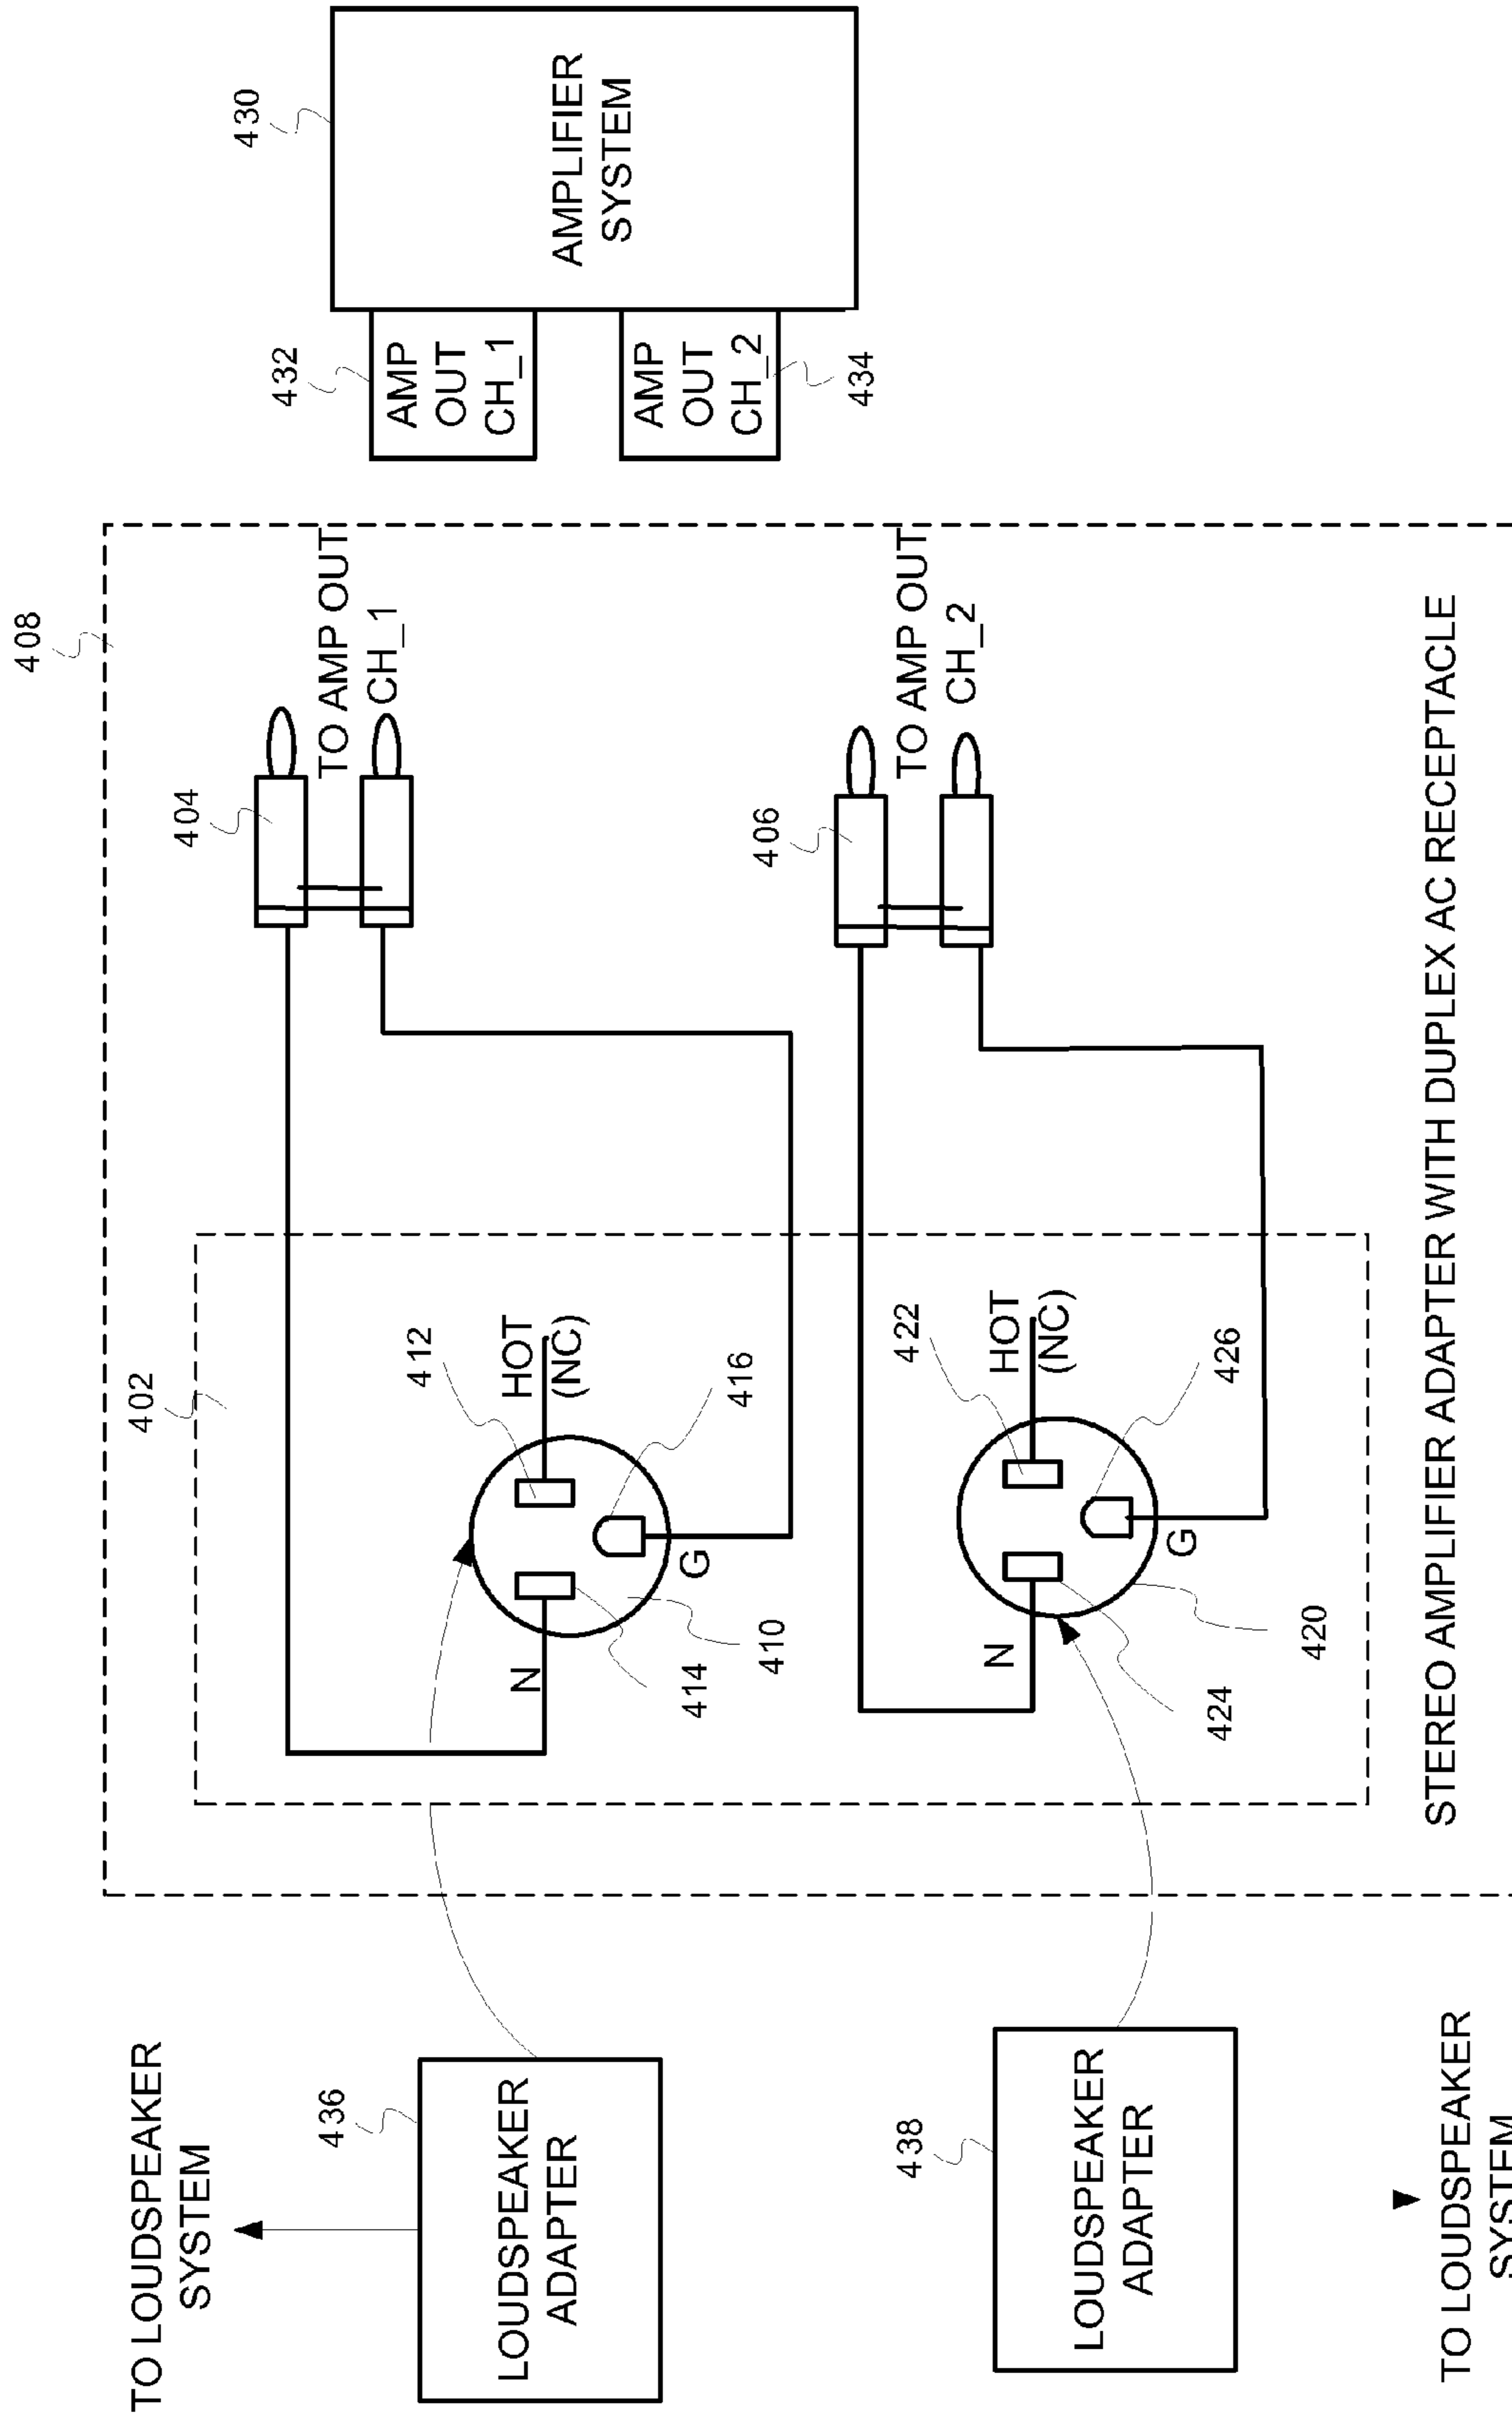 TO LOUDSPEAKER
SYSTEM
436
LOUDSPEAKER
ADAPTER
438
LOUDSPEAKER
ADAPTER
TO LOUDSPEAKER
SYSTEM
408
402
404
TO AMP OUT
CH_1
412
HOT
(NC)
416
N
G
414
410
406
TO AMP OUT
CH_2
422
HOT
(NC)
426
N
G
424
420
STEREO AMPLIFIER ADAPTER WITH DUPLEX AC RECEPTACLE
430
AMPLIFIER
SYSTEM
432
AMP
OUT
CH_1
AMP
OUT
CH_2
434